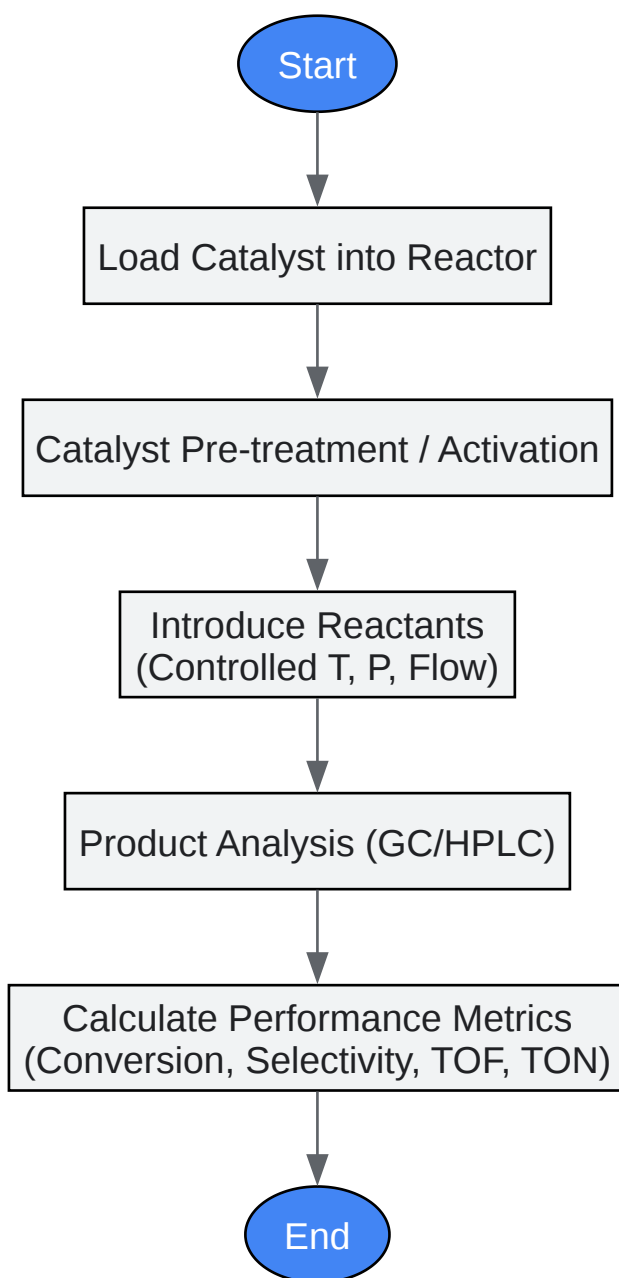 Start
Load Catalyst into Reactor
Catalyst Pre-treatment / Activation
Introduce Reactants
(Controlled T, P, Flow)
Product Analysis (GC/HPLC)
Calculate Performance Metrics
(Conversion, Selectivity, TOF, TON)
End